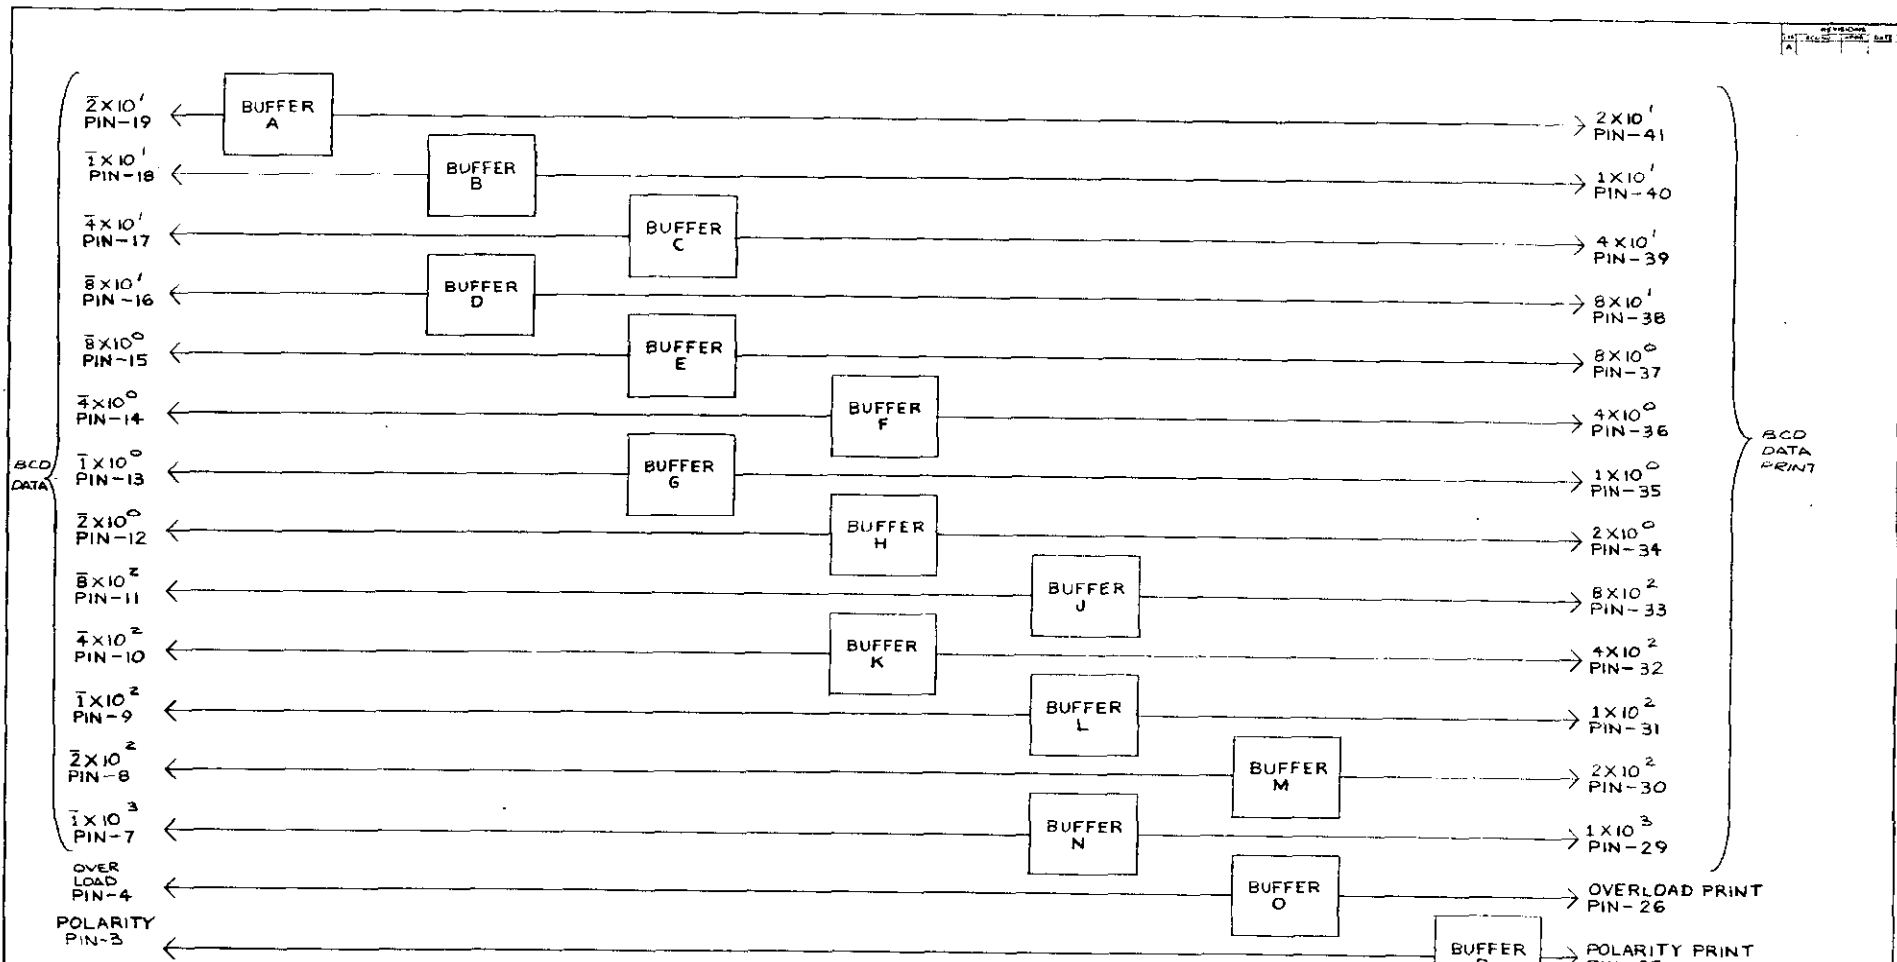 REVISIONS
DATE
A
2̅×10¹
PIN-19
BUFFER
A
2×10¹
PIN-41
1̅×10¹
PIN-18
BUFFER
B
1×10¹
PIN-40
4̅×10¹
PIN-17
BUFFER
C
4×10¹
PIN-39
8̅×10¹
PIN-16
BUFFER
D
8×10¹
PIN-38
8̅×10⁰
PIN-15
BUFFER
E
8×10⁰
PIN-37
4̅×10⁰
PIN-14
BUFFER
F
4×10⁰
PIN-36
BCD
DATA
BCD
DATA
PRINT
1̅×10⁰
PIN-13
BUFFER
G
1×10⁰
PIN-35
2̅×10⁰
PIN-12
BUFFER
H
2×10⁰
PIN-34
8̅×10²
PIN-11
BUFFER
J
8×10²
PIN-33
4̅×10²
PIN-10
BUFFER
K
4×10²
PIN-32
1̅×10²
PIN-9
BUFFER
L
1×10²
PIN-31
2̅×10²
PIN-8
BUFFER
M
2×10²
PIN-30
1̅×10³
PIN-7
BUFFER
N
1×10³
PIN-29
OVER
LOAD
PIN-4
BUFFER
O
OVERLOAD PRINT
PIN-26
POLARITY
PIN-3
BUFFER
POLARITY PRINT